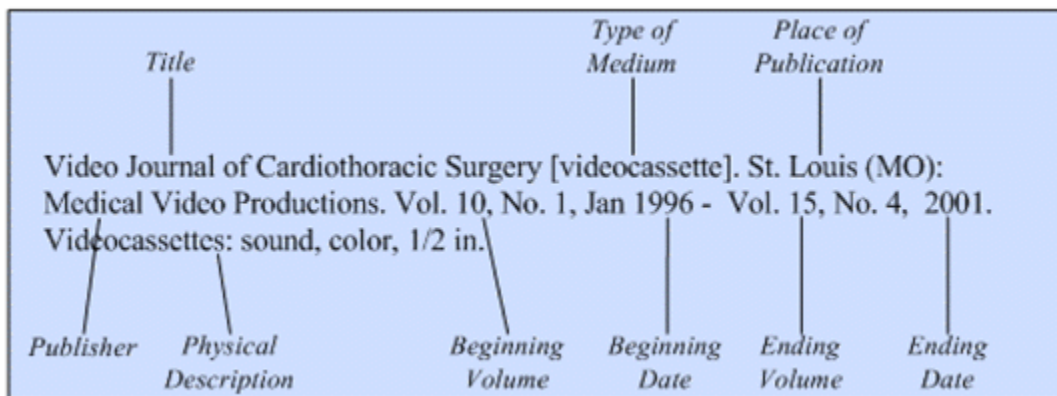 Type of Place of
Title Medium Publication
Video Journal of Cardiothoracic Surgery [videocassette]. St. Louis (MO):
Medical Video Productions. Vol. 10, No. 1, Jan 1996 - Vol. 15, No. 4, 2001.
Videocassettes: sound, color, 1/2 in.
Publisher Physical Beginning Beginning Ending Ending
Description Volume Date Volume Date